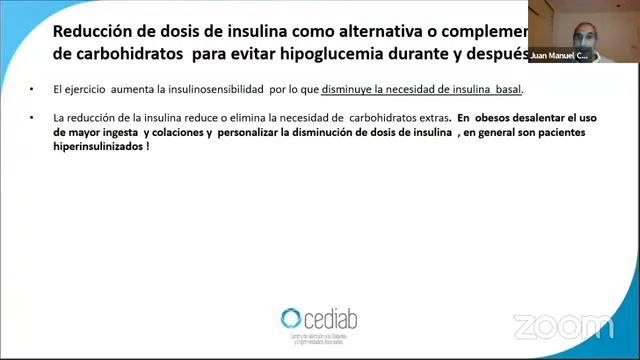 Reducción de dosis de insulina como alternativa o complemen
de carbohidratos para evitar hipoglucemia durante y después
Juan Manuel C...
• El ejercicio aumenta la insulinosensibilidad por lo que disminuye la necesidad de insulina basal.
• La reducción de la insulina reduce o elimina la necesidad de carbohidratos extras. En obesos desalentar el uso
de mayor ingesta y colaciones y personalizar la disminución de dosis de insulina , en general son pacientes
hiperinsulinizados !
cediab
zoom